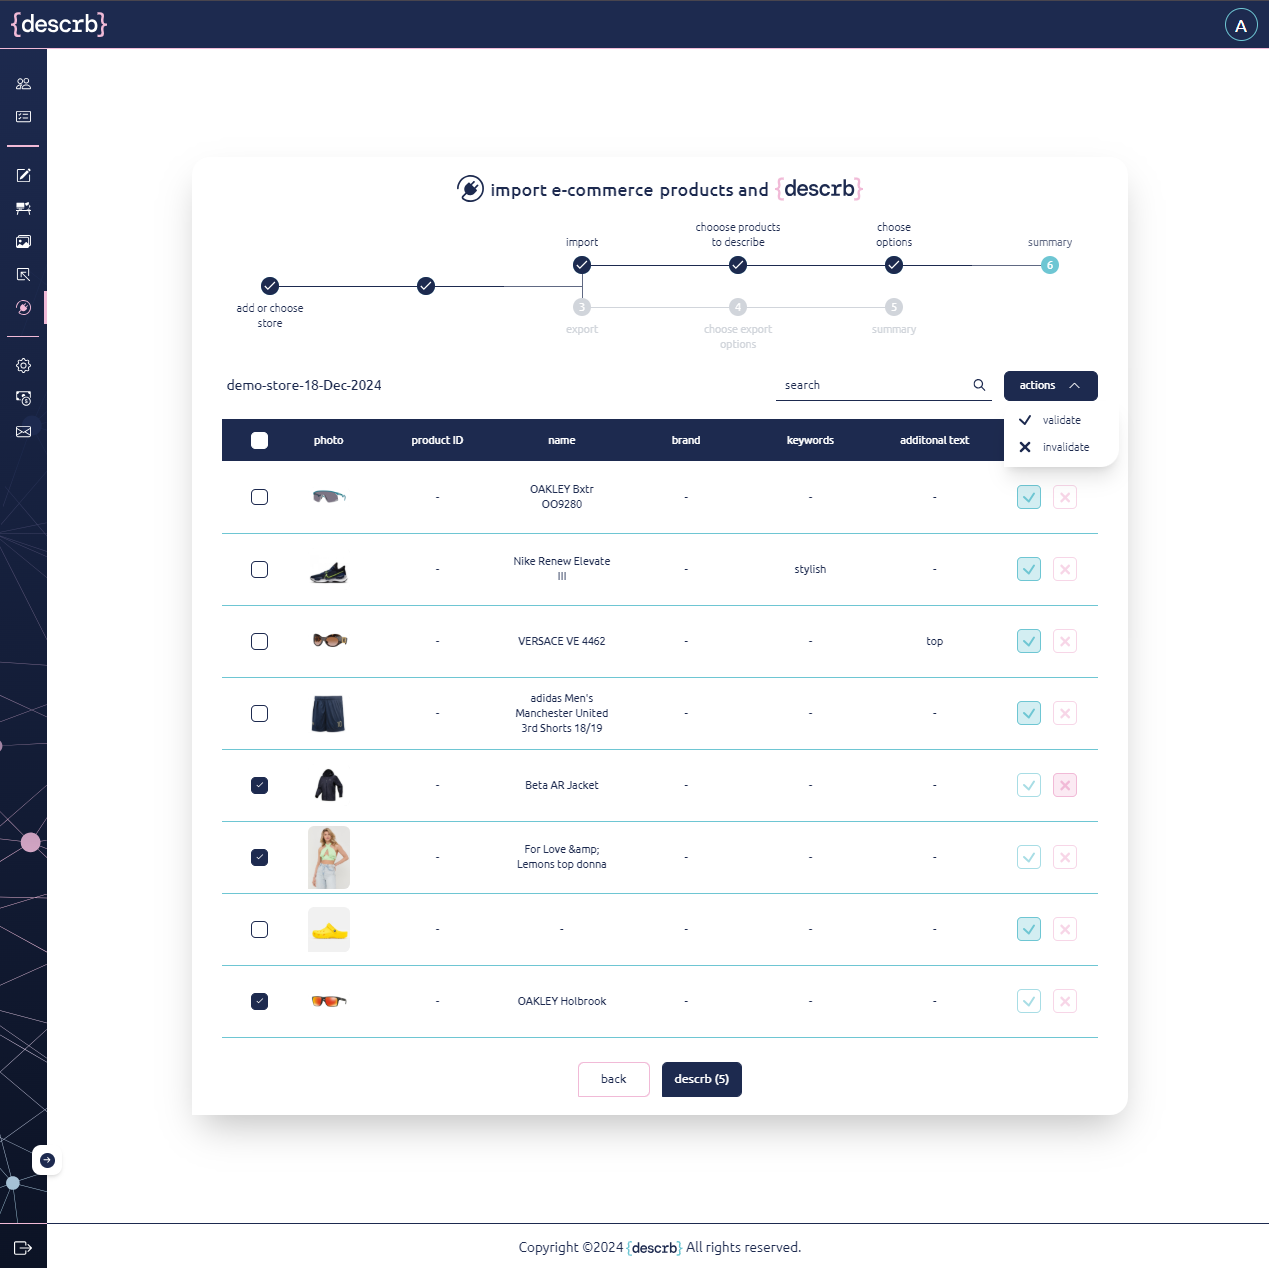 {descrb}
A
import e-commerce products and {descrb}
import
chooose products
to describe
choose
options
summary
6
add or choose
store
3
4
5
export
choose export
options
summary
demo-store-18-Dec-2024
search
actions
validate
invalidate
photo
product ID
name
brand
keywords
additonal text
-
OAKLEY Bxtr
OO9280
-
-
-
-
Nike Renew Elevate
III
-
stylish
-
-
VERSACE VE 4462
-
-
top
-
adidas Men's
Manchester United
3rd Shorts 18/19
-
-
-
-
Beta AR Jacket
-
-
-
-
For Love &amp;
Lemons top donna
-
-
-
-
-
-
-
-
-
OAKLEY Holbrook
-
-
-
back
descrb (5)
Copyright ©2024 {descrb} All rights reserved.